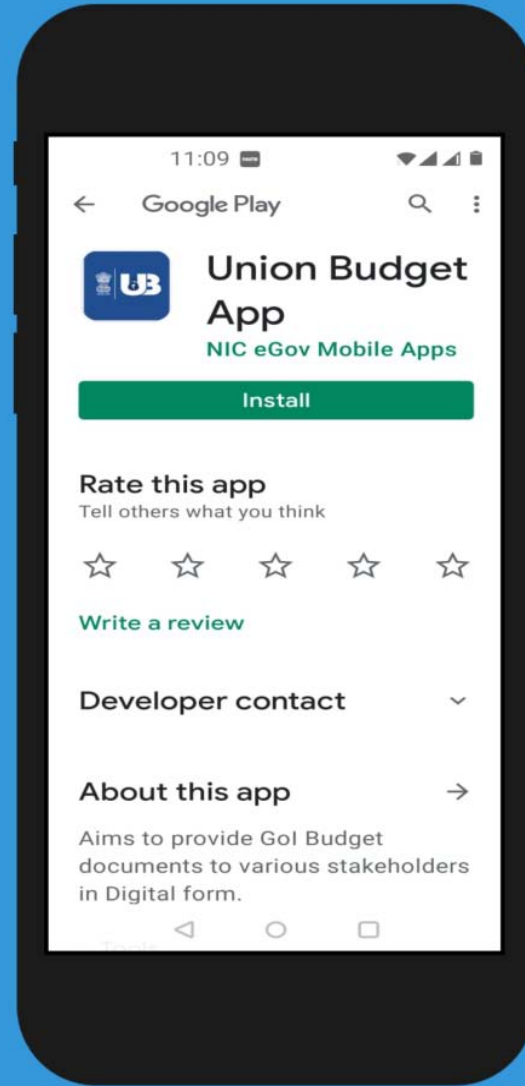 11:09
Google Play
UB
Union Budget
App
NIC eGov Mobile Apps
Install
Rate this app
Tell others what you think
Write a review
Developer contact
About this app
Aims to provide GoI Budget
documents to various stakeholders
in Digital form.
Tools